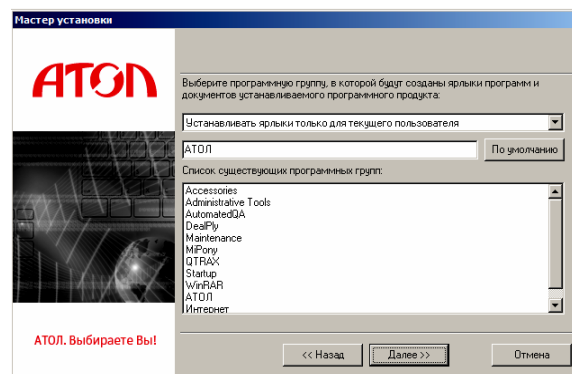 Мастер установки
АТОЛ
Выберите программную группу, в которой будут созданы ярлыки программ и
документов устанавливаемого программного продукта:
Устанавливать ярлыки только для текущего пользователя
АТОЛ
По умолчанию
Список существующих программных групп:
Accessories
Administrative Tools
AutomatedQA
DealPly
Maintenance
MiPony
QTRAX
Startup
WinRAR
АТОЛ
Интернет
АТОЛ. Выбираете Вы!
<< Назад
Далее >>
Отмена